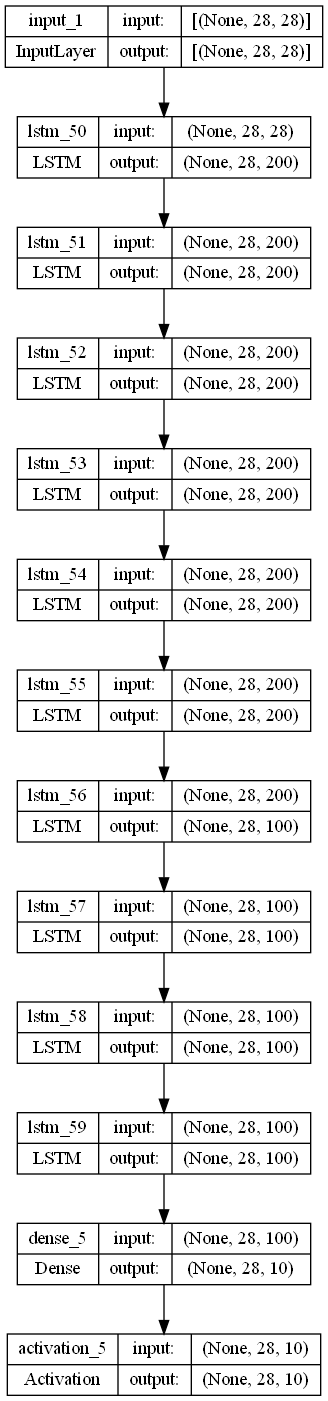 input_1 input: [(None, 28, 28)]
InputLayer output: [(None, 28, 28)]
lstm_50 input: (None, 28, 28)
LSTM output: (None, 28, 200)
lstm_51 input: (None, 28, 200)
LSTM output: (None, 28, 200)
lstm_52 input: (None, 28, 200)
LSTM output: (None, 28, 200)
lstm_53 input: (None, 28, 200)
LSTM output: (None, 28, 200)
lstm_54 input: (None, 28, 200)
LSTM output: (None, 28, 200)
lstm_55 input: (None, 28, 200)
LSTM output: (None, 28, 200)
lstm_56 input: (None, 28, 200)
LSTM output: (None, 28, 100)
lstm_57 input: (None, 28, 100)
LSTM output: (None, 28, 100)
lstm_58 input: (None, 28, 100)
LSTM output: (None, 28, 100)
lstm_59 input: (None, 28, 100)
LSTM output: (None, 28, 100)
dense_5 input: (None, 28, 100)
Dense output: (None, 28, 10)
activation_5 input: (None, 28, 10)
Activation output: (None, 28, 10)